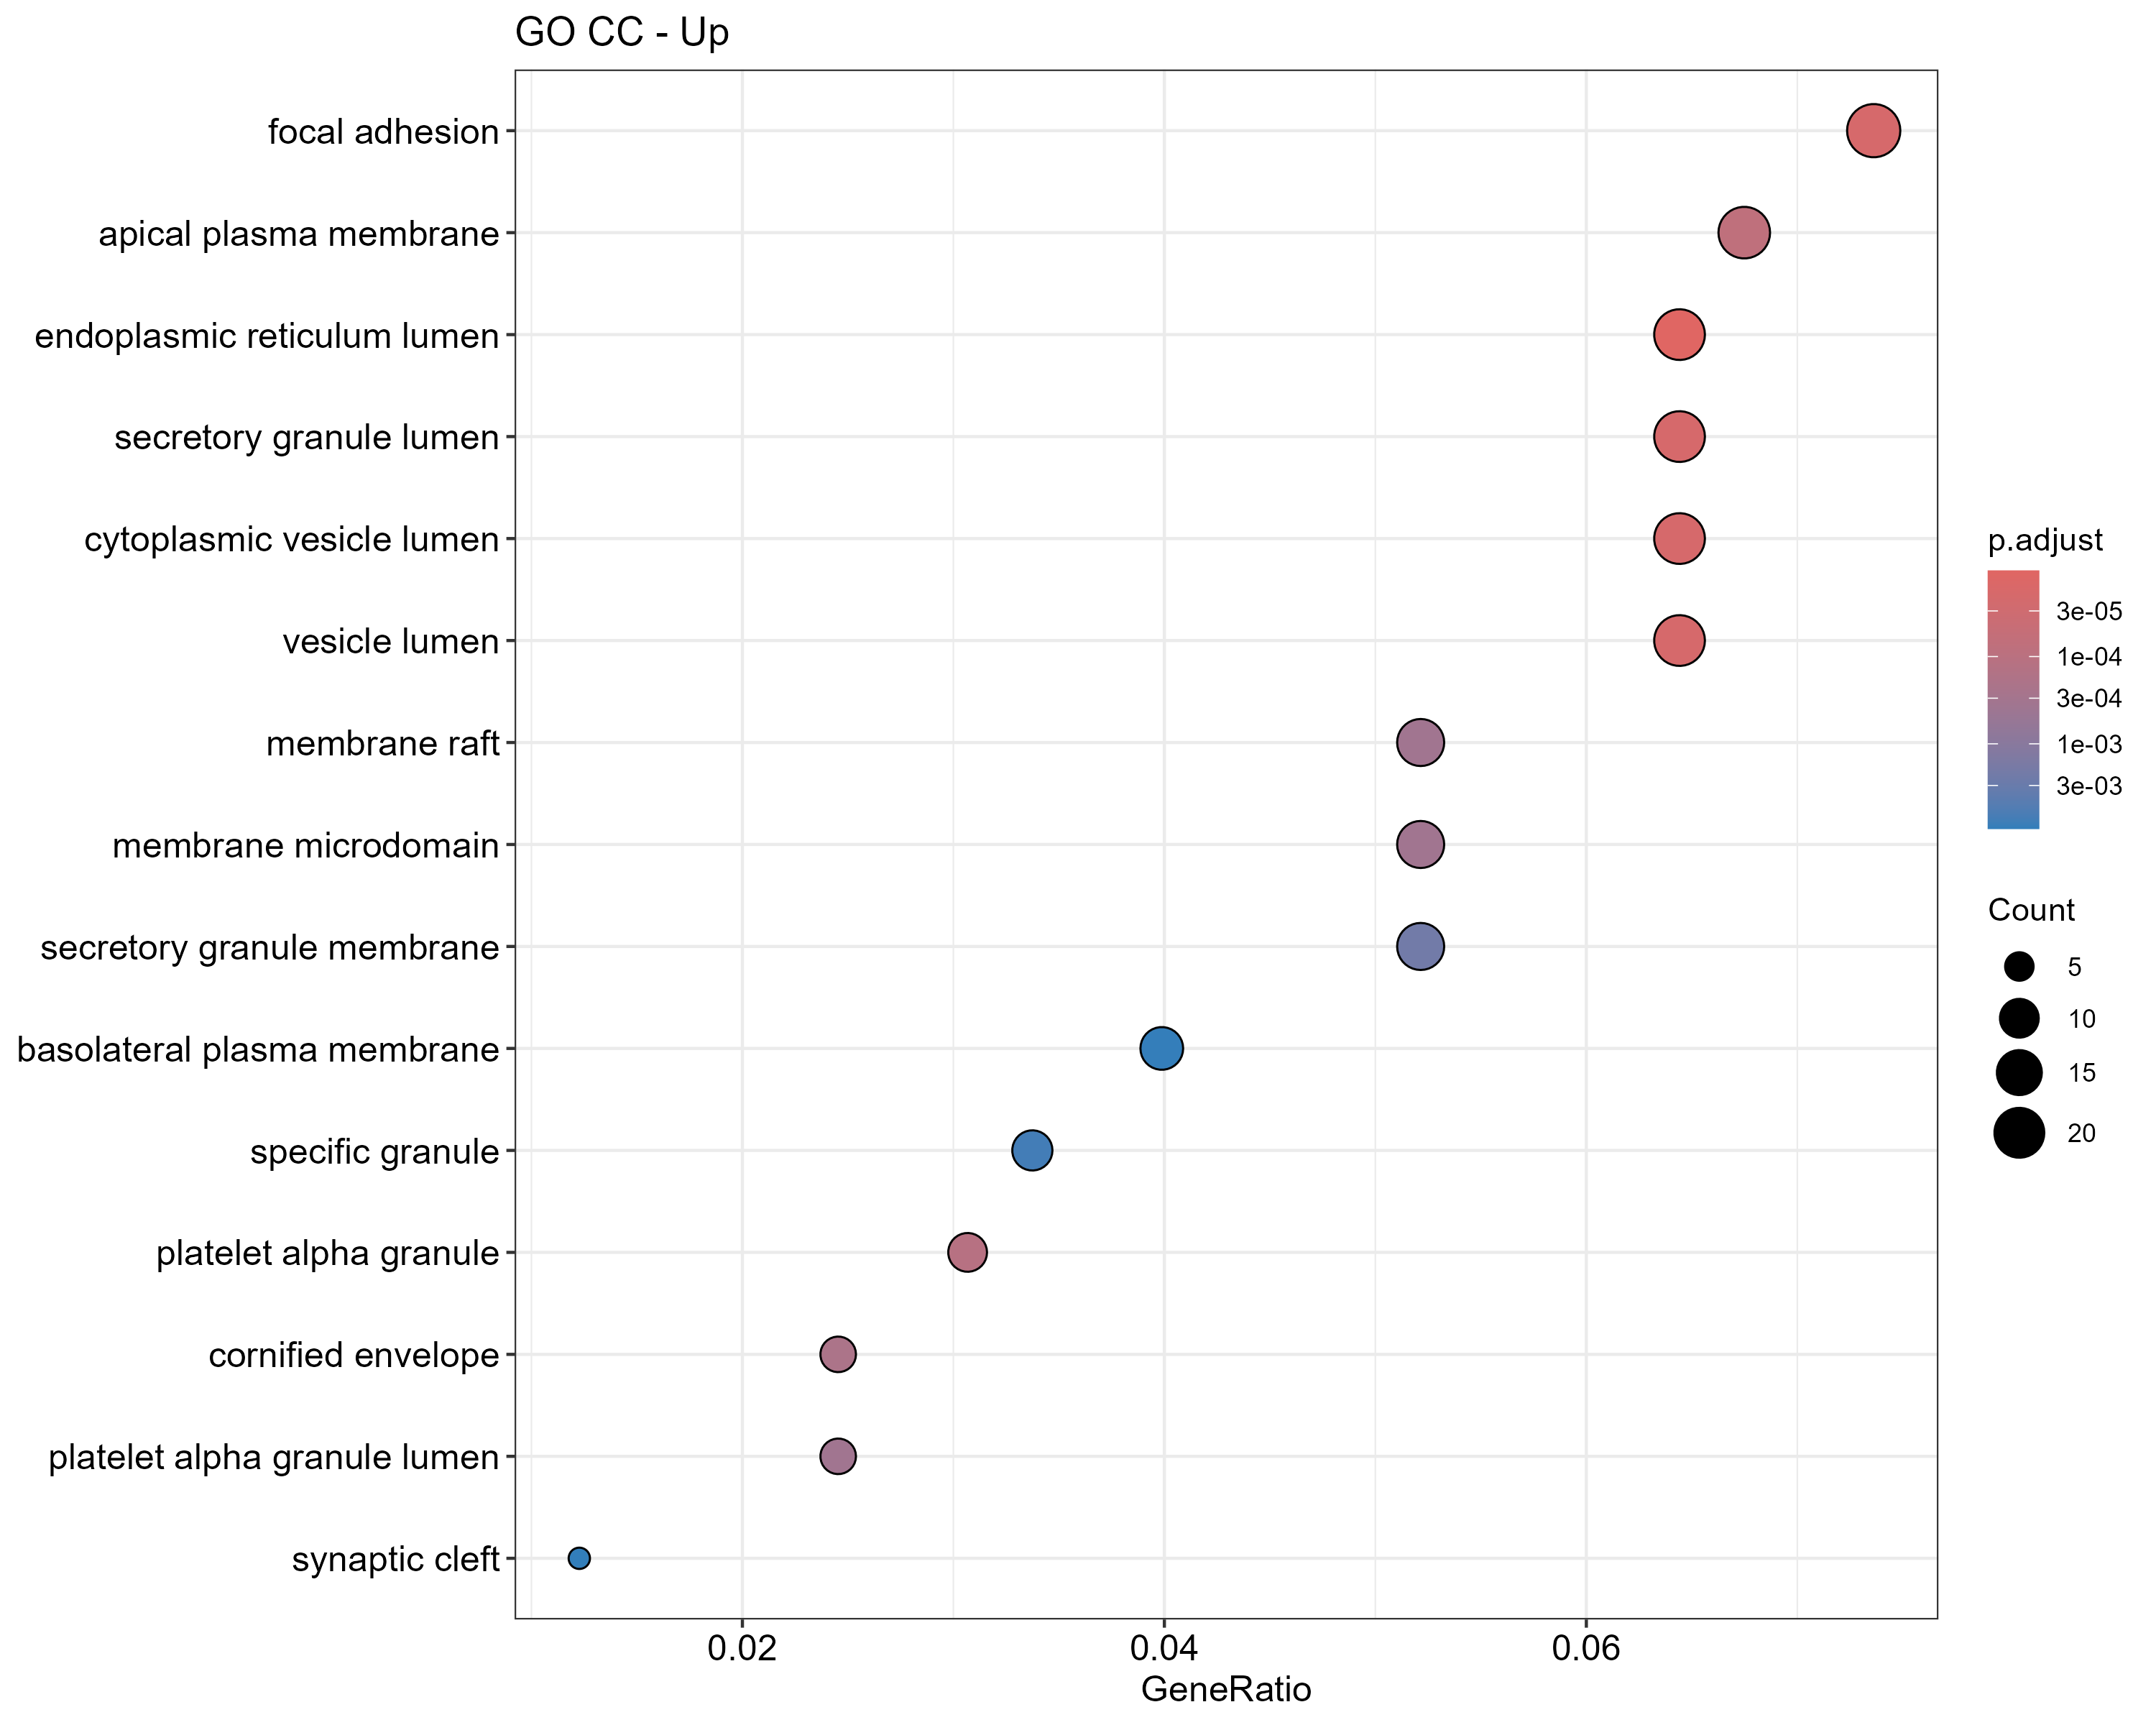 GO CC - Up
focal adhesion
apical plasma membrane
endoplasmic reticulum lumen
secretory granule lumen
cytoplasmic vesicle lumen
vesicle lumen
membrane raft
membrane microdomain
secretory granule membrane
basolateral plasma membrane
specific granule
platelet alpha granule
cornified envelope
platelet alpha granule lumen
synaptic cleft
0.02
0.04
0.06
GeneRatio
p.adjust
3e-05
1e-04
3e-04
1e-03
3e-03
Count
5
10
15
20